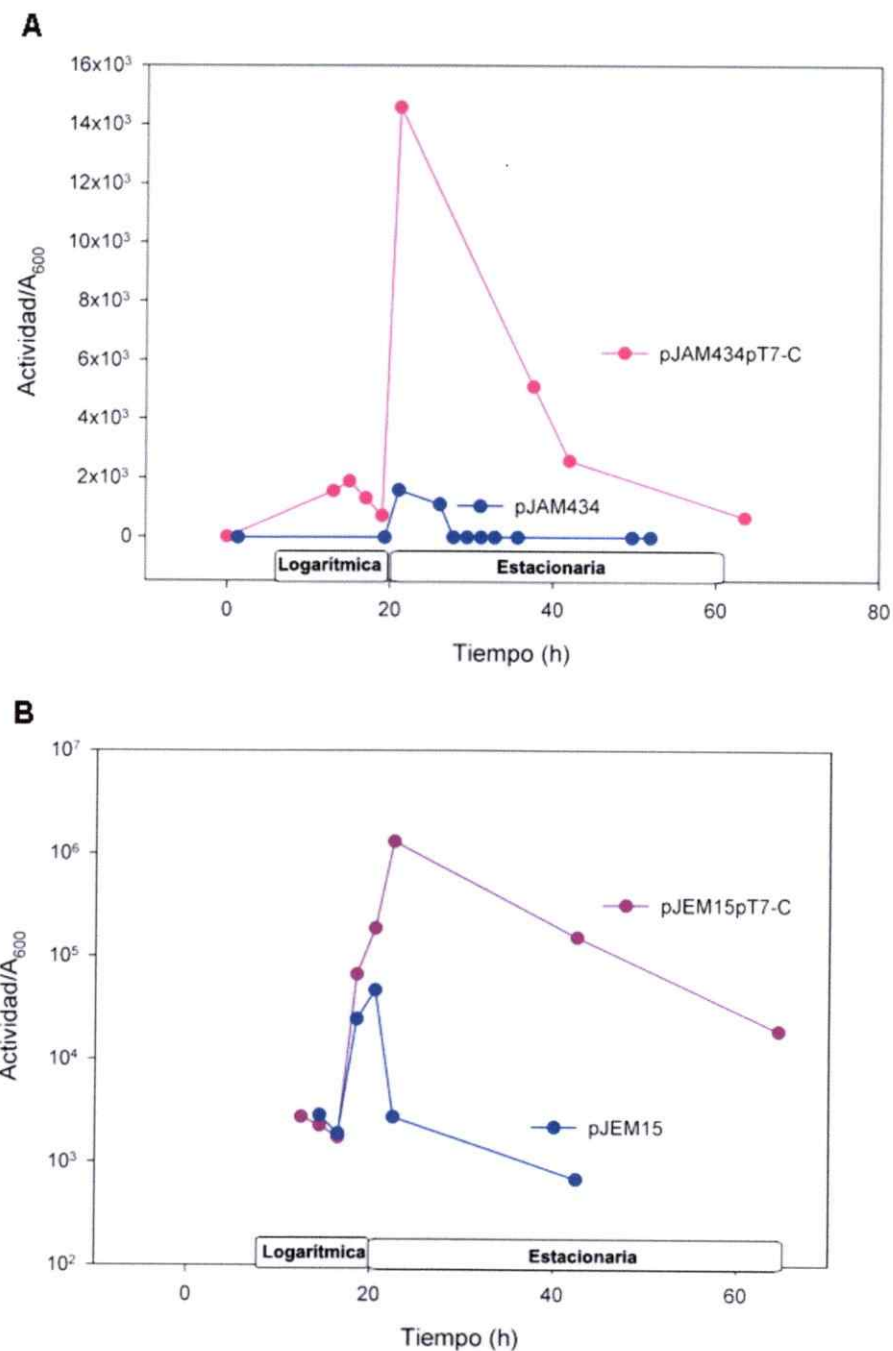 A
16x10³
14x10³
12x10³
10x10³
8x10³
6x10³
4x10³
2x10³
0
Actividad/A₆₀₀
pJAM434pT7-C
pJAM434
Logarítmica
Estacionaria
0 20 40 60 80
Tiempo (h)
B
10⁷
10⁶
10⁵
10⁴
10³
10²
Actividad/A₆₀₀
pJEM15pT7-C
pJEM15
Logarítmica
Estacionaria
0 20 40 60
Tiempo (h)